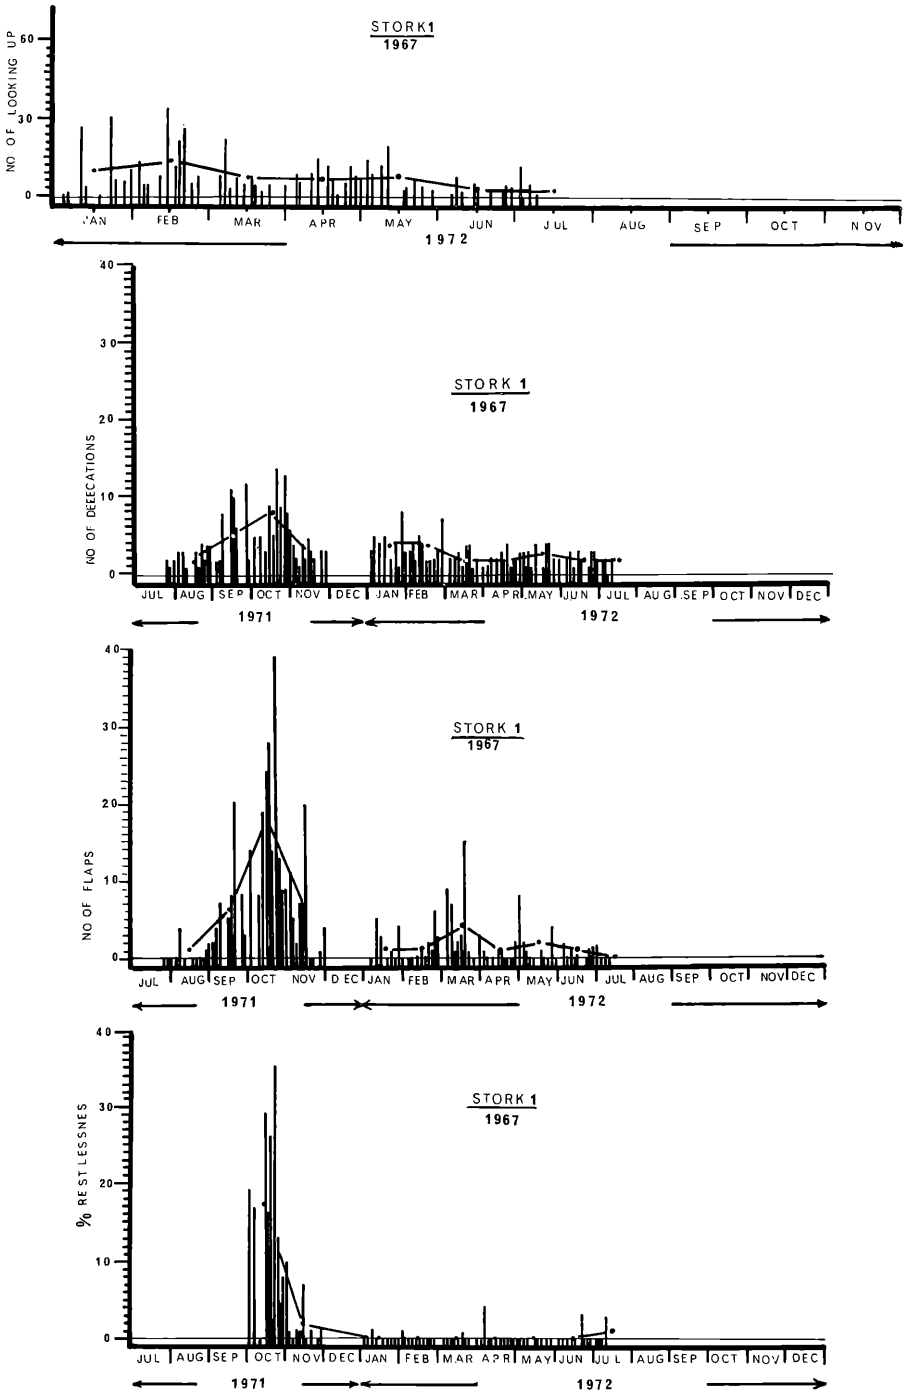 STORK 1
1967
NO OF LOOKING UP
60
30
0
JAN FEB MAR APR MAY JUN JUL AUG SEP OCT NOV
1972
STORK 1
1967
NO OF DEEECATIONS
40
30
20
10
0
JUL AUG SEP OCT NOV DEC JAN FEB MAR APR MAY JUN JUL AUG SEP OCT NOV DEC
1971 1972
STORK 1
1967
NO OF FLAPS
40
30
20
10
0
JUL AUG SEP OCT NOV DEC JAN FEB MAR APR MAY JUN JUL AUG SEP OCT NOV DEC
1971 1972
STORK 1
1967
% RESTLESSNES
40
30
20
10
0
JUL AUG SEP OCT NOV DEC JAN FEB MAR APR MAY JUN JUL AUG SEP OCT NOV DEC
1971 1972